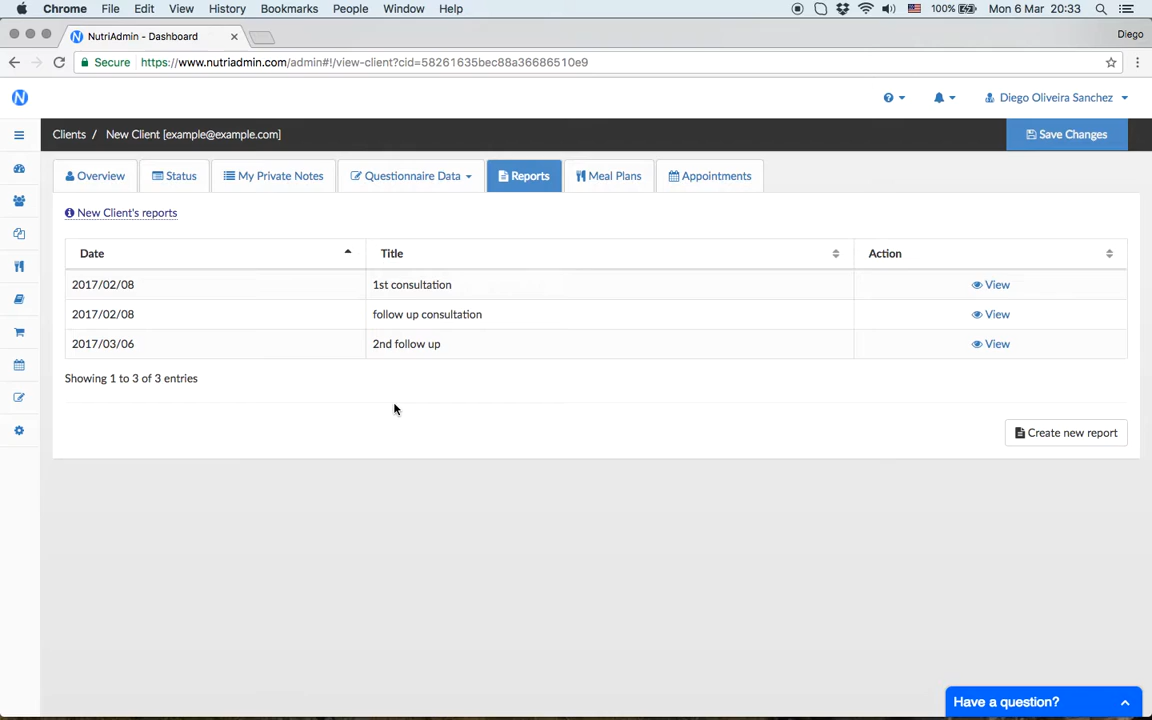 Chrome File Edit View History Bookmarks People Window Help 100% Mon 6 Mar 20:33
NutriAdmin - Dashboard Diego
Secure https://www.nutriadmin.com/admin#!/view-client?cid=58261635bec88a36686510e9
N Diego Oliveira Sanchez
Clients / New Client [example@example.com] Save Changes
Overview Status My Private Notes Questionnaire Data Reports Meal Plans Appointments
New Client's reports
Date Title Action
2017/02/08 1st consultation View
2017/02/08 follow up consultation View
2017/03/06 2nd follow up View
Showing 1 to 3 of 3 entries
Create new report
Have a question?